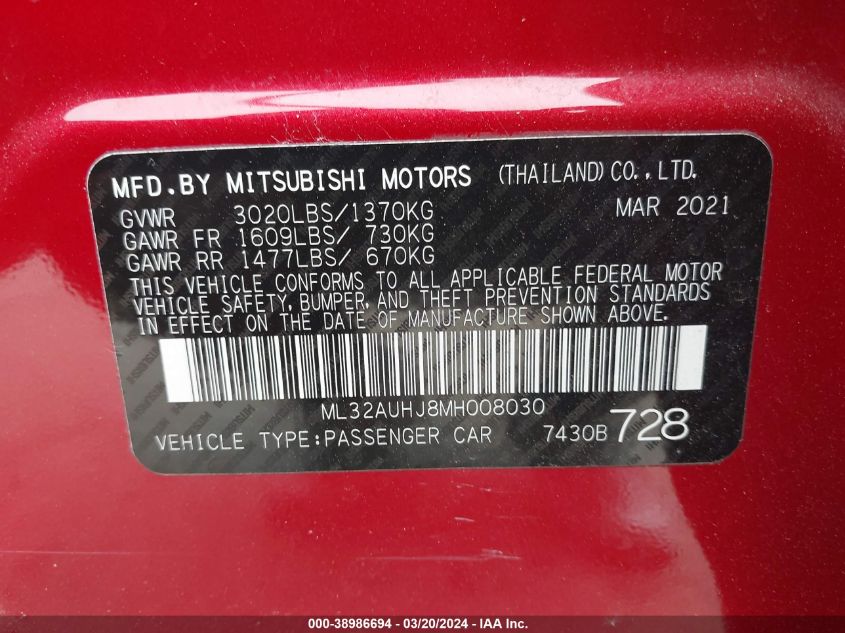 MFD.BY MITSUBISHI MOTORS (THAILAND) CO.,LTD.
GVWR 3020LBS/1370KG MAR 2021
GAWR FR 1609LBS/ 730KG
GAWR RR 1477LBS/ 670KG
THIS VEHICLE CONFORMS TO ALL APPLICABLE FEDERAL MOTOR
VEHICLE SAFETY, BUMPER, AND THEFT PREVENTION STANDARDS
IN EFFECT ON THE DATE OF MANUFACTURE SHOWN ABOVE.
ML32AUHJ8MH008030
VEHICLE TYPE:PASSENGER CAR 7430B 728
000-38986694 - 03/20/2024 - IAA Inc.